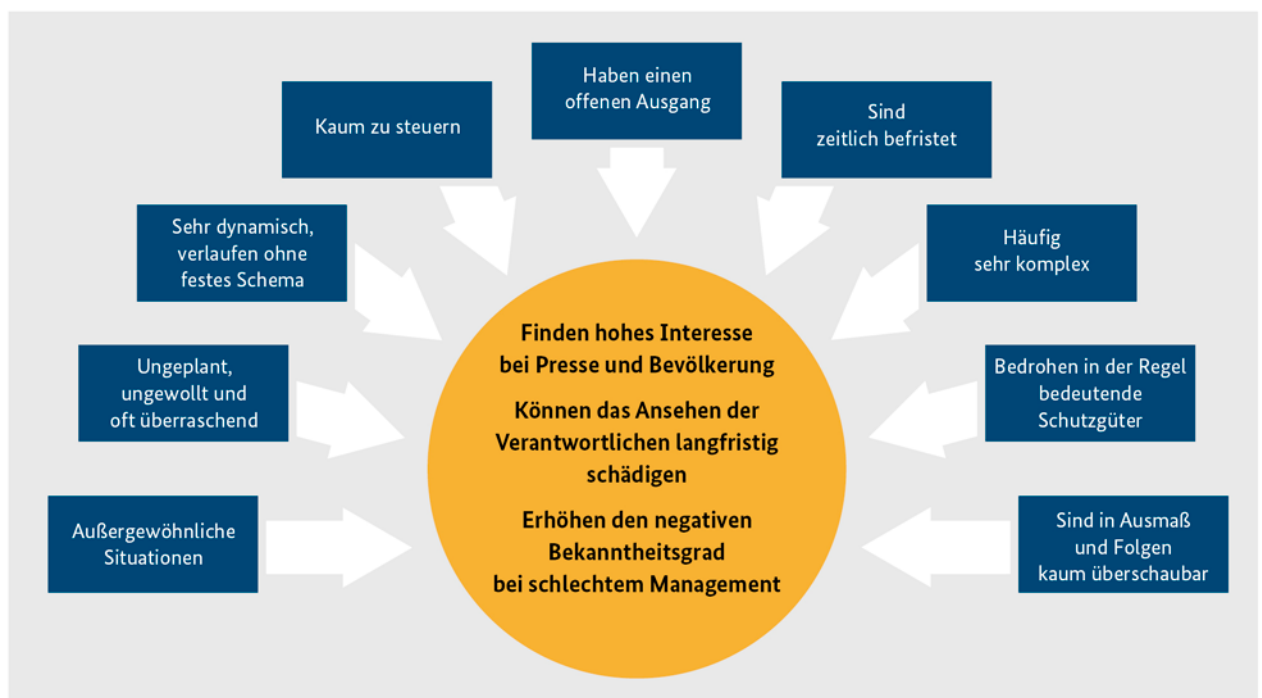 Haben einen
offenen Ausgang
Kaum zu steuern
Sind
zeitlich befristet
Sehr dynamisch,
verlaufen ohne
festes Schema
Häufig
sehr komplex
Ungeplant,
ungewollt und
oft überraschend
Bedrohen in der Regel
bedeutende
Schutzgüter
Außergewöhnliche
Situationen
Sind in Ausmaß
und Folgen
kaum überschaubar
Finden hohes Interesse
bei Presse und Bevölkerung
Können das Ansehen der
Verantwortlichen langfristig
schädigen
Erhöhen den negativen
Bekanntheitsgrad
bei schlechtem Management